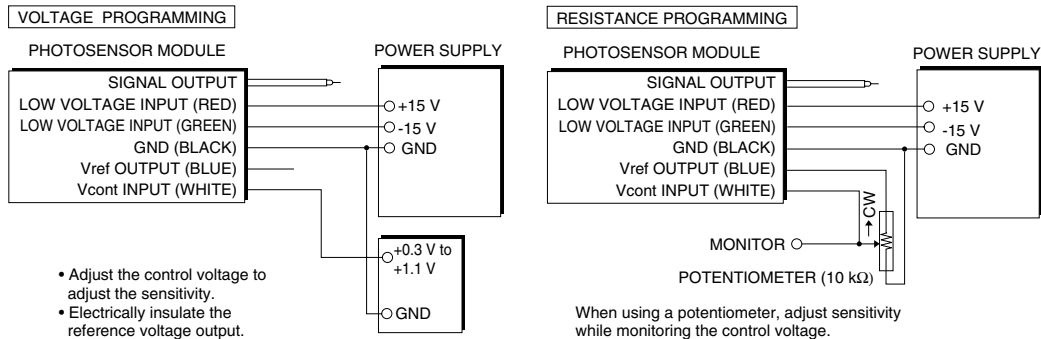 VOLTAGE PROGRAMMING
PHOTOSENSOR MODULE
POWER SUPPLY
SIGNAL OUTPUT
LOW VOLTAGE INPUT (RED)
LOW VOLTAGE INPUT (GREEN)
GND (BLACK)
Vref OUTPUT (BLUE)
Vcont INPUT (WHITE)
+15 V
-15 V
GND
+0.3 V to
+1.1 V
GND
• Adjust the control voltage to
adjust the sensitivity.
• Electrically insulate the
reference voltage output.
RESISTANCE PROGRAMMING
PHOTOSENSOR MODULE
POWER SUPPLY
SIGNAL OUTPUT
LOW VOLTAGE INPUT (RED)
LOW VOLTAGE INPUT (GREEN)
GND (BLACK)
Vref OUTPUT (BLUE)
Vcont INPUT (WHITE)
+15 V
-15 V
GND
CW
MONITOR
POTENTIOMETER (10 kΩ)
When using a potentiometer, adjust sensitivity
while monitoring the control voltage.